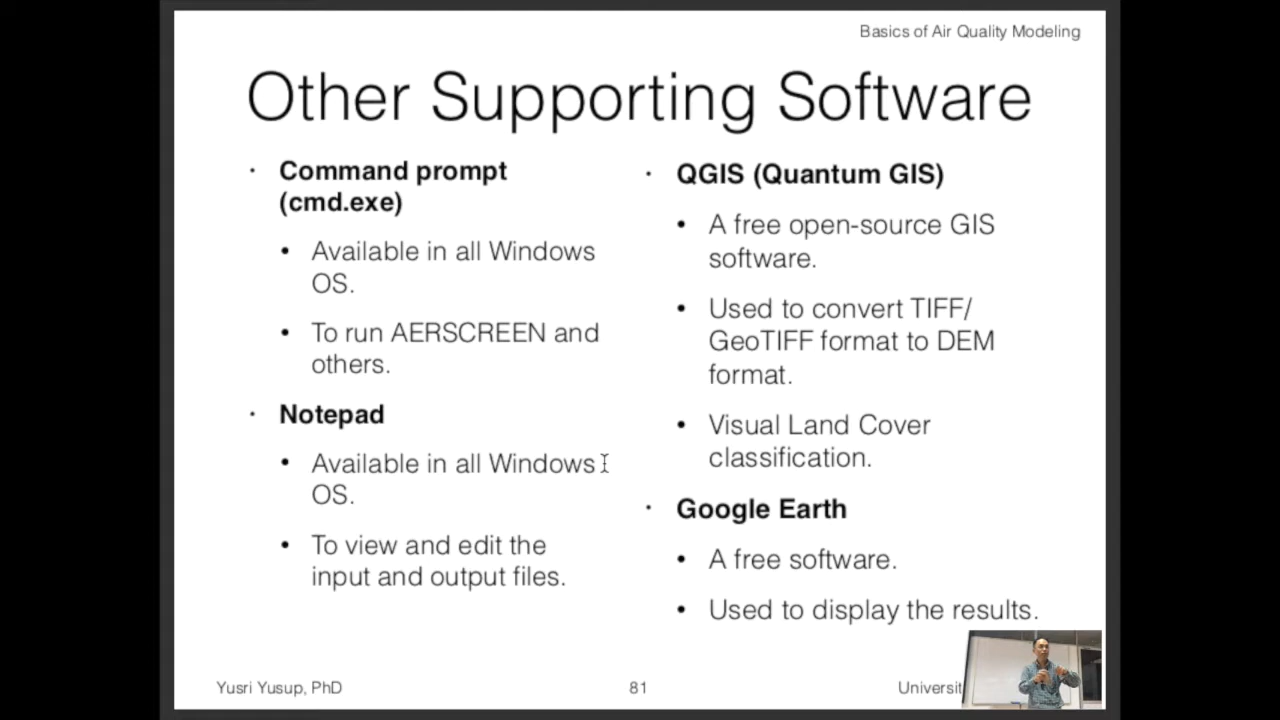 Basics of Air Quality Modeling
Other Supporting Software
· Command prompt
(cmd.exe)
• Available in all Windows
OS.
• To run AERSCREEN and
others.
· Notepad
• Available in all Windows
OS.
• To view and edit the
input and output files.
· QGIS (Quantum GIS)
• A free open-source GIS
software.
• Used to convert TIFF/
GeoTIFF format to DEM
format.
• Visual Land Cover
classification.
· Google Earth
• A free software.
• Used to display the results.
Yusri Yusup, PhD
81
Universit